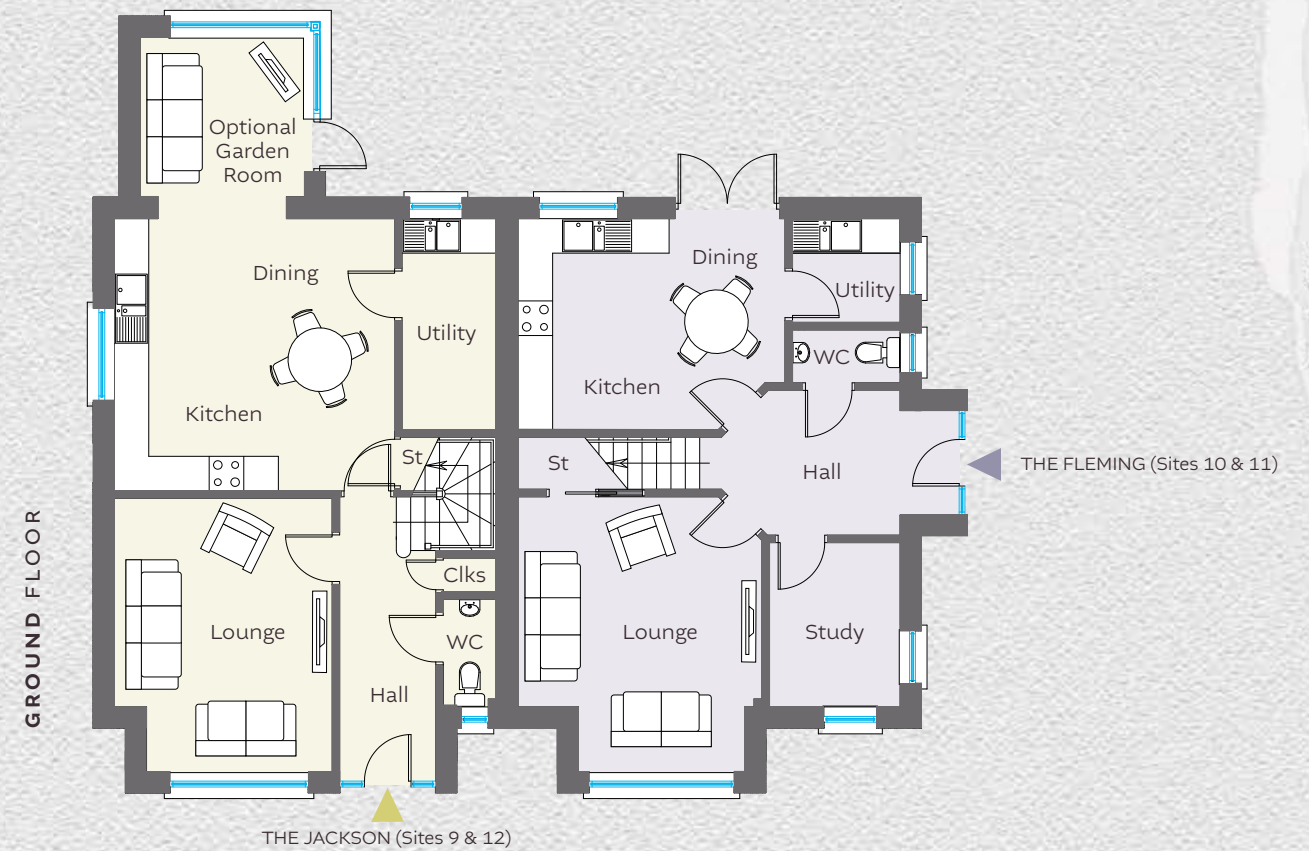 Optional
Garden
Room
Dining
Utility
Kitchen
St
Lounge
Clks
WC
Hall
THE JACKSON (Sites 9 & 12)
Dining
Utility
WC
Kitchen
St
Hall
THE FLEMING (Sites 10 & 11)
Lounge
Study
GROUND FLOOR